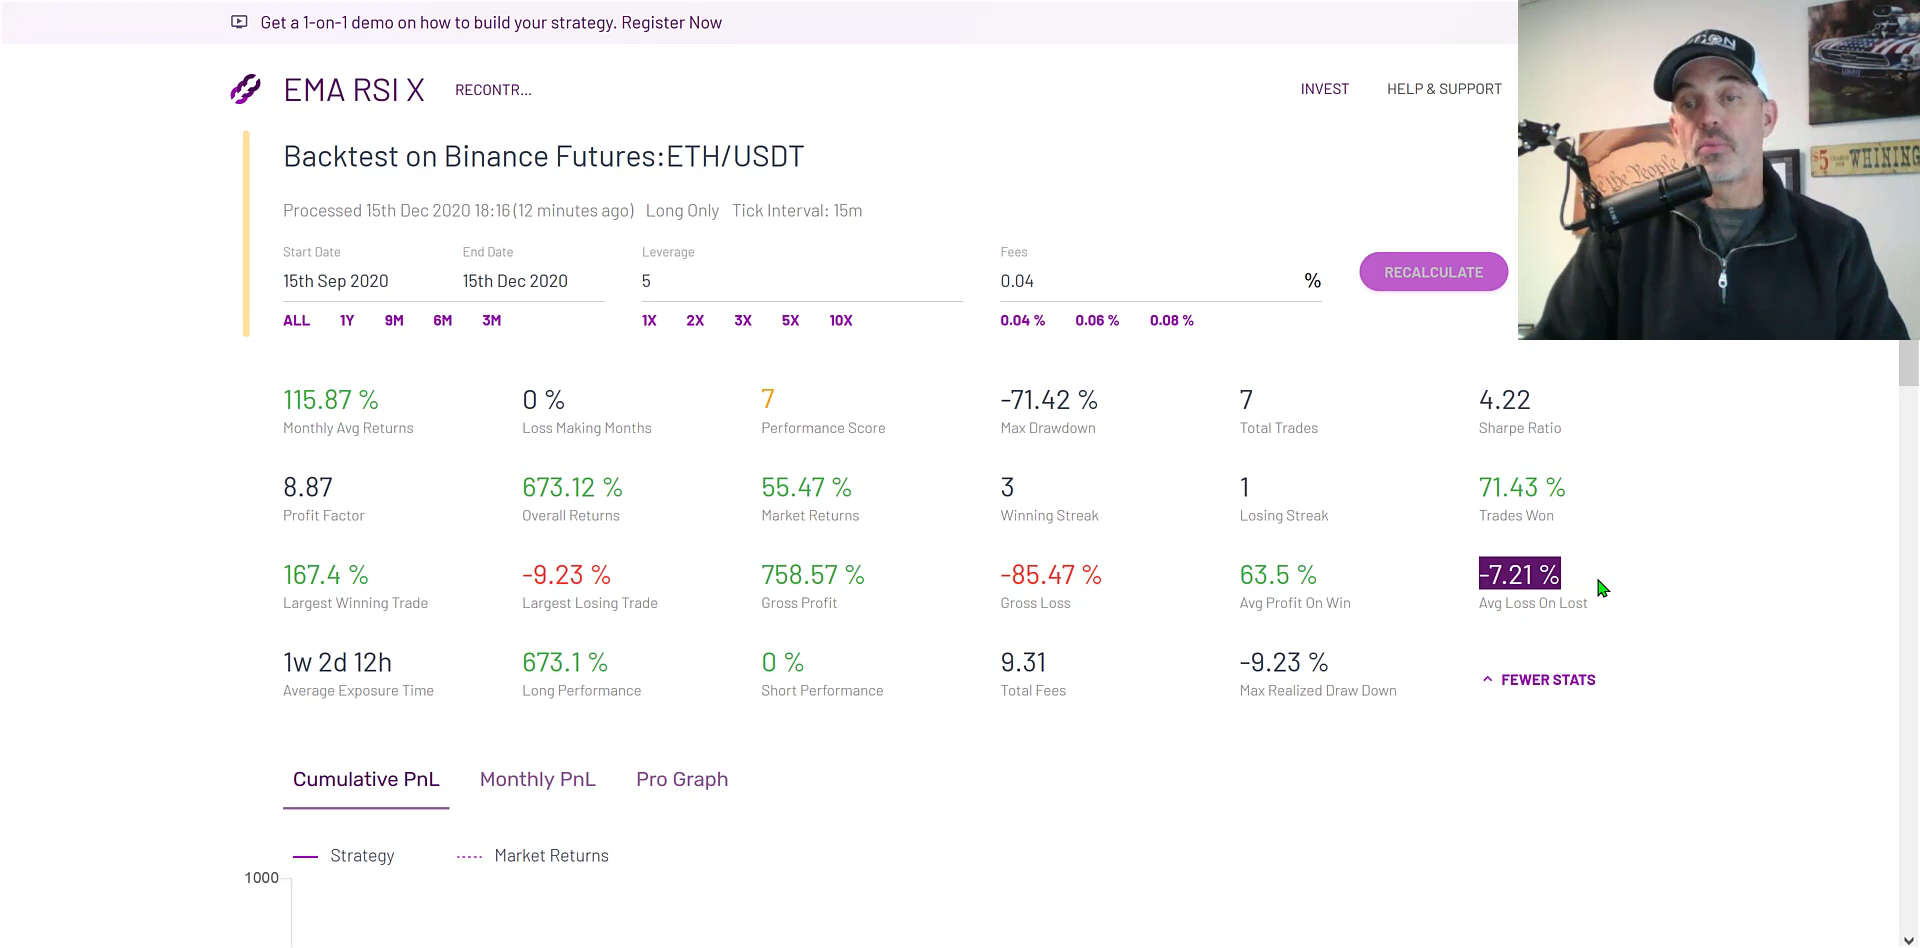 Get a 1-on-1 demo on how to build your strategy. Register Now
EMA RSI X
RECONTR...
INVEST
HELP & SUPPORT
Backtest on Binance Futures:ETH/USDT
Processed 15th Dec 2020 18:16 (12 minutes ago) Long Only Tick Interval: 15m
Start Date End Date Leverage Fees
15th Sep 2020 15th Dec 2020 5 0.04 %
RECALCULATE
ALL 1Y 9M 6M 3M 1X 2X 3X 5X 10X 0.04 % 0.06 % 0.08 %
115.87 % 0 % 7 -71.42 % 7 4.22
Monthly Avg Returns Loss Making Months Performance Score Max Drawdown Total Trades Sharpe Ratio
8.87 673.12 % 55.47 % 3 1 71.43 %
Profit Factor Overall Returns Market Returns Winning Streak Losing Streak Trades Won
167.4 % -9.23 % 758.57 % -85.47 % 63.5 % -7.21 %
Largest Winning Trade Largest Losing Trade Gross Profit Gross Loss Avg Profit On Win Avg Loss On Lost
1w 2d 12h 673.1 % 0 % 9.31 -9.23 %
Average Exposure Time Long Performance Short Performance Total Fees Max Realized Draw Down
FEWER STATS
Cumulative PnL Monthly PnL Pro Graph
Strategy Market Returns
1000
the People
$5
WHINING